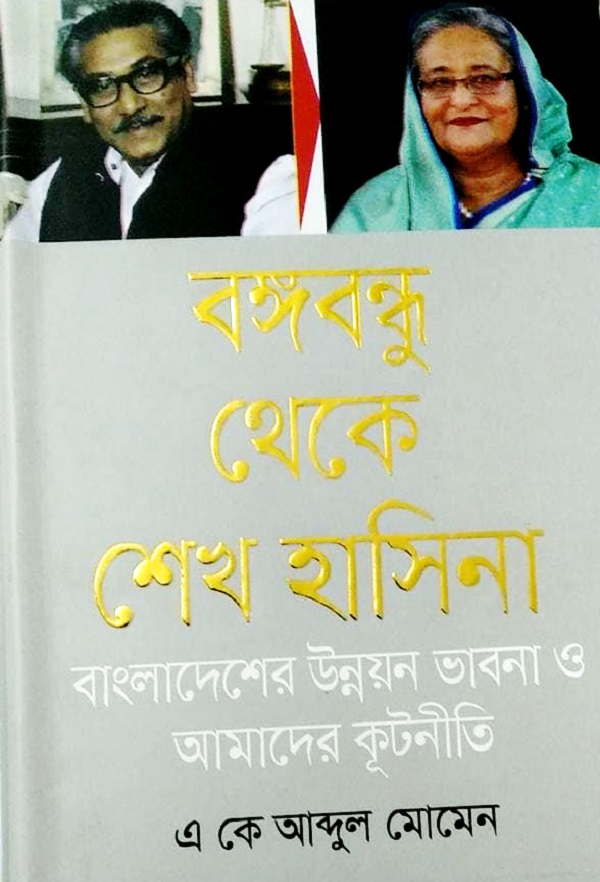 বঙ্গবন্ধু
থেকে
শেখ হাসিনা
বাংলাদেশের উন্নয়ন ভাবনা ও
আমাদের কূটনীতি
এ কে আব্দুল মোমেন